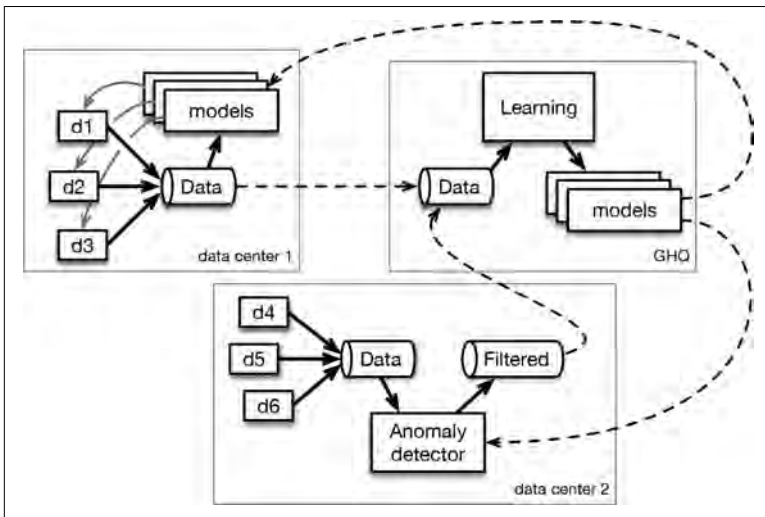 models
d1
d2
Data
d3
data center 1
Learning
Data
models
GHQ
d4
d5
Data
Filtered
d6
Anomaly
detector
data center 2